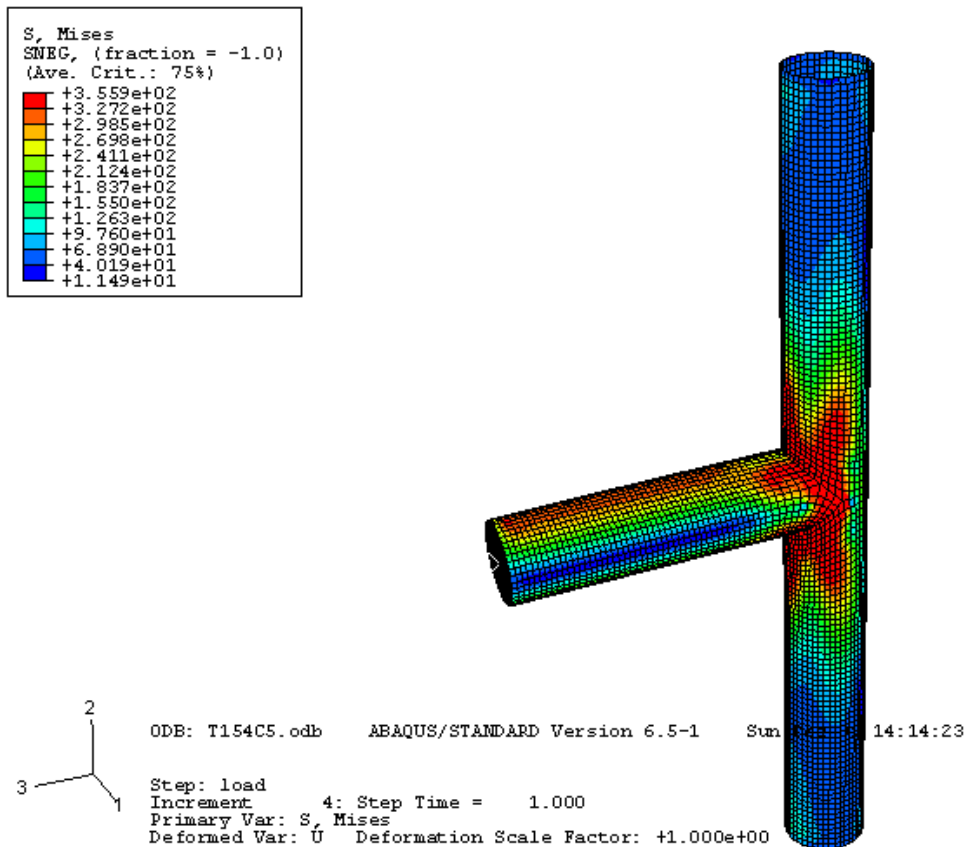 S, Mises
SNEG, (fraction = -1.0)
(Ave. Crit.: 75%)
+3.559e+02
+3.272e+02
+2.985e+02
+2.698e+02
+2.411e+02
+2.124e+02
+1.837e+02
+1.550e+02
+1.263e+02
+9.760e+01
+6.890e+01
+4.019e+01
+1.149e+01
2
3
1
ODB: T154C5.odb ABAQUS/STANDARD Version 6.5-1 Sun 14:14:23
Step: load
Increment 4: Step Time = 1.000
Primary Var: S, Mises
Deformed Var: U Deformation Scale Factor: +1.000e+00